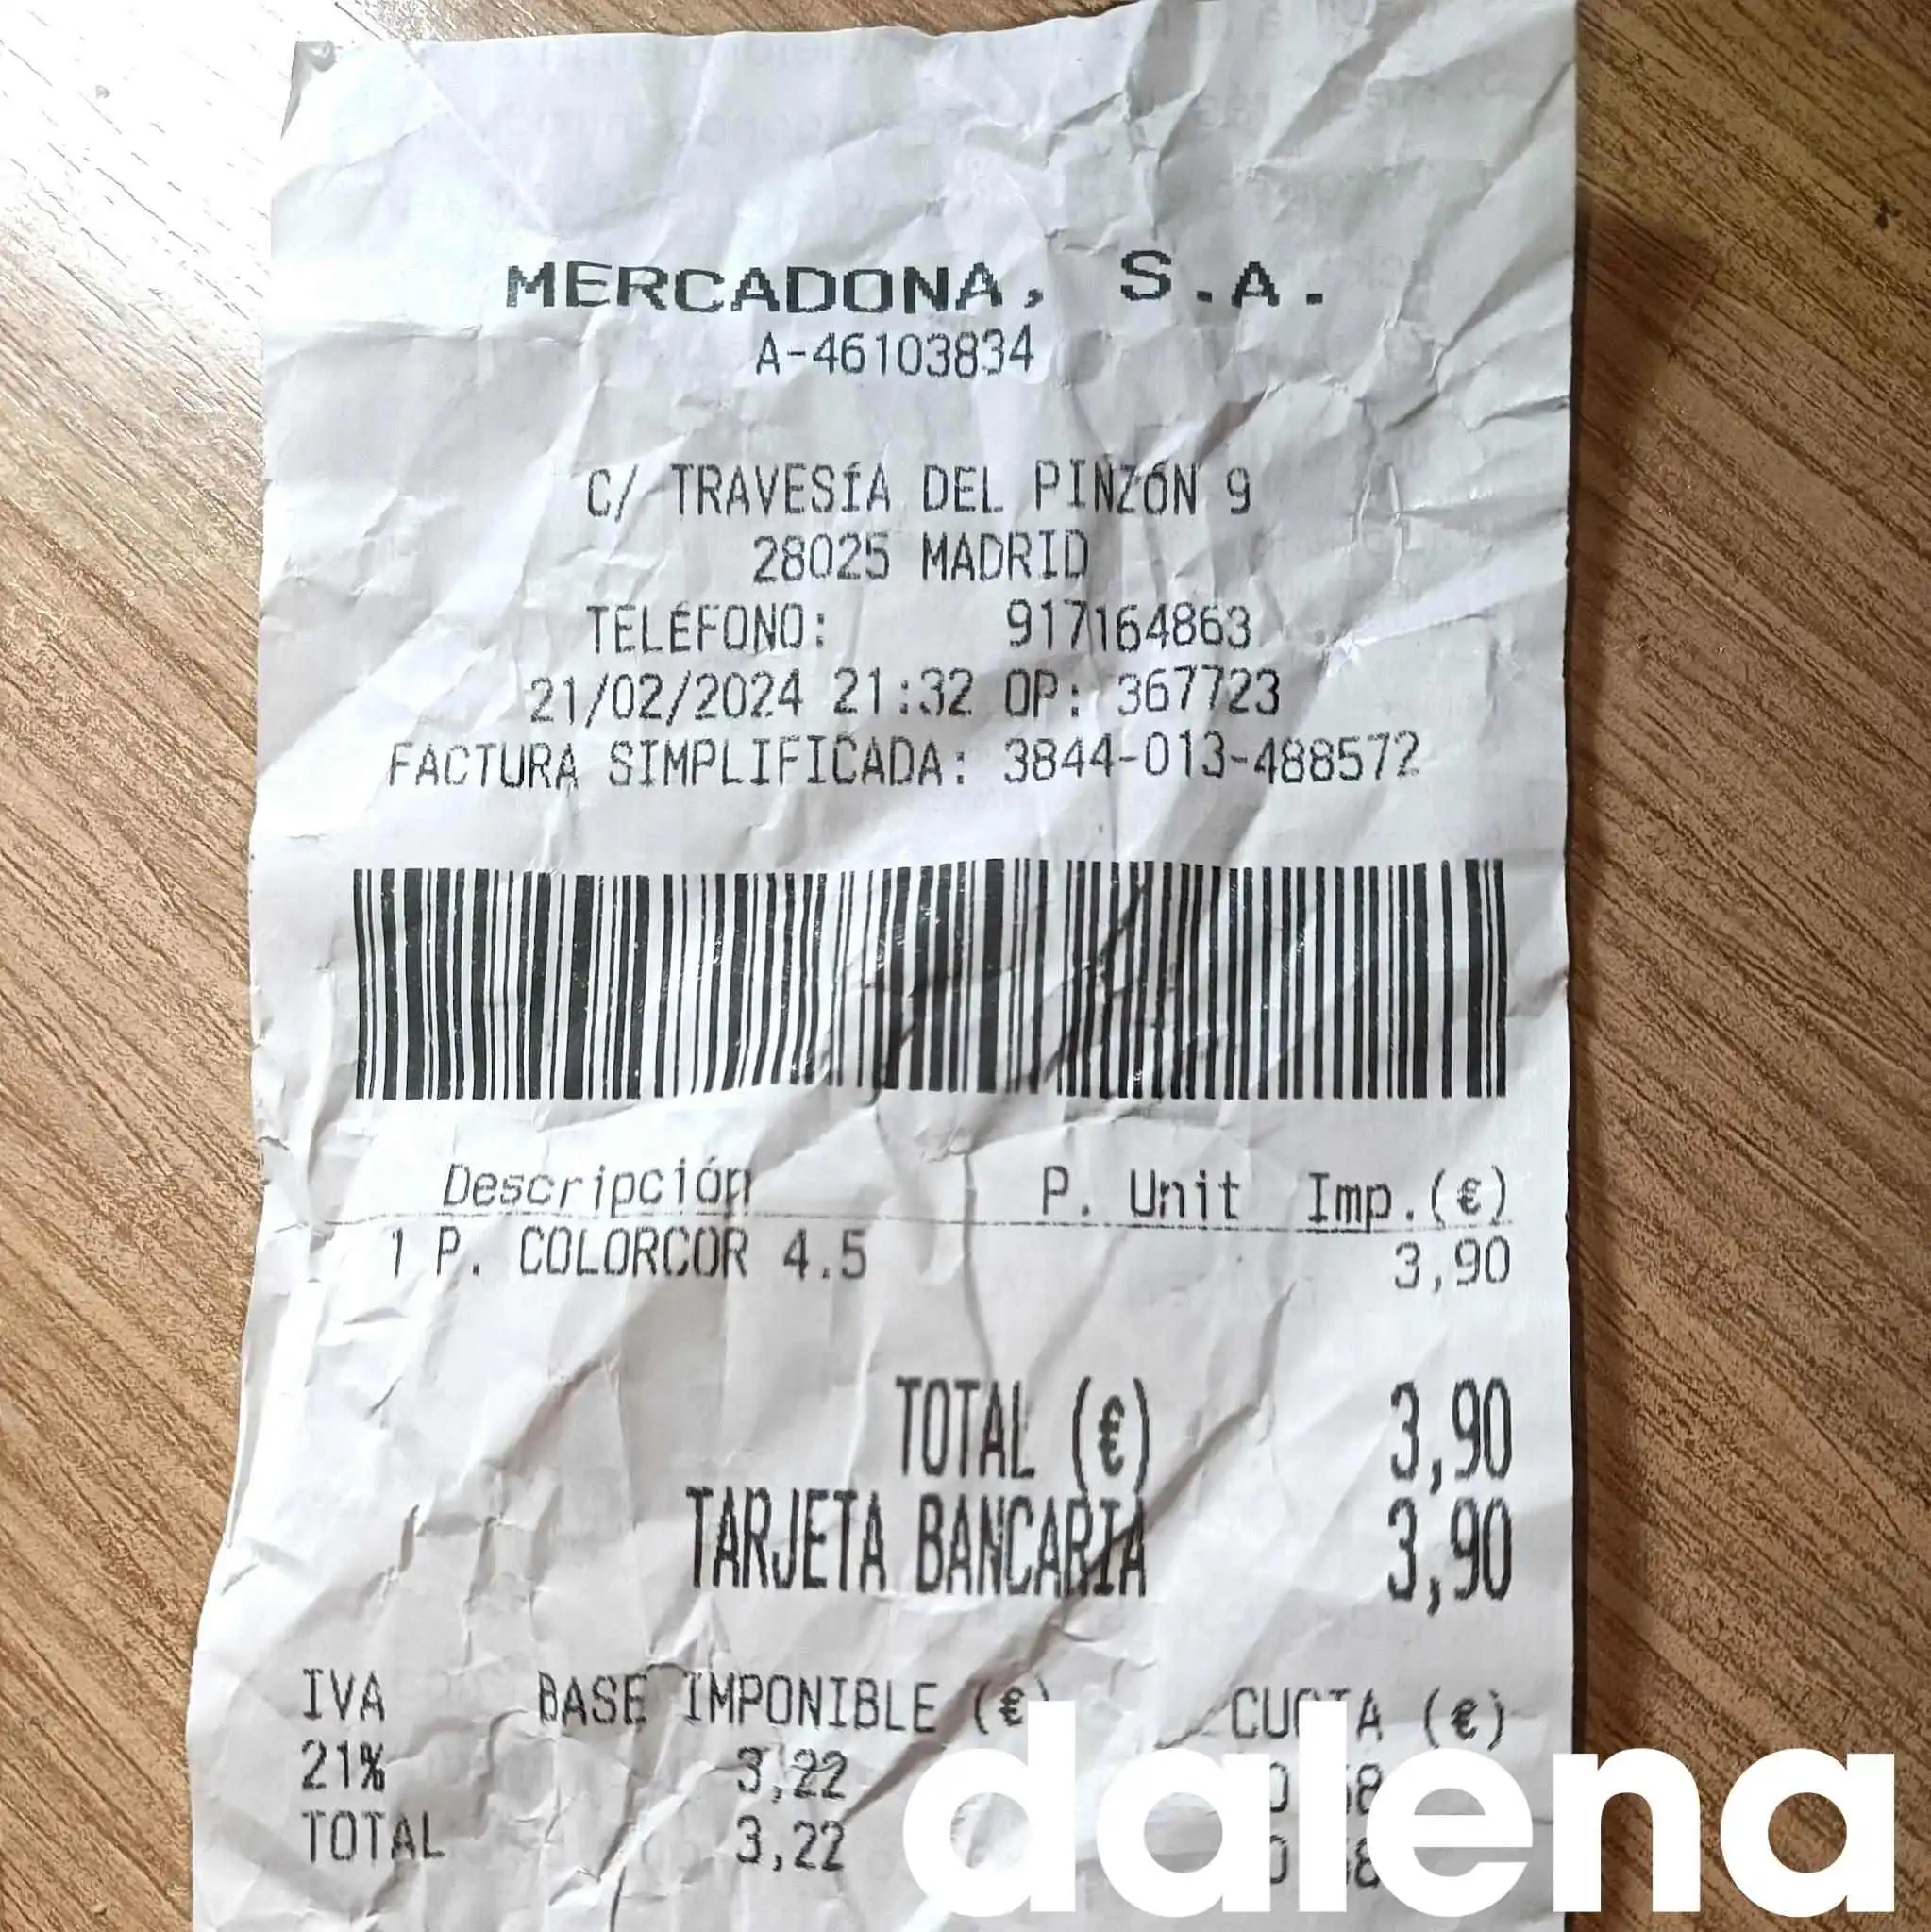 MERCADONA, S.A.
A-46103834
C/ TRAVESÍA DEL PINZÓN 9
28025 MADRID
TELÉFONO: 917164863
21/02/2024 21:32 OP: 367723
FACTURA SIMPLIFICADA: 3844-013-488572
Descripción P. Unit Imp.(€)
1 P. COLORCOR 4.5 3,90
TOTAL (€) 3,90
TARJETA BANCARIA 3,90
IVA BASE IMPONIBLE (€) CUOTA (€)
21% 3,22
TOTAL 3,22
dalena